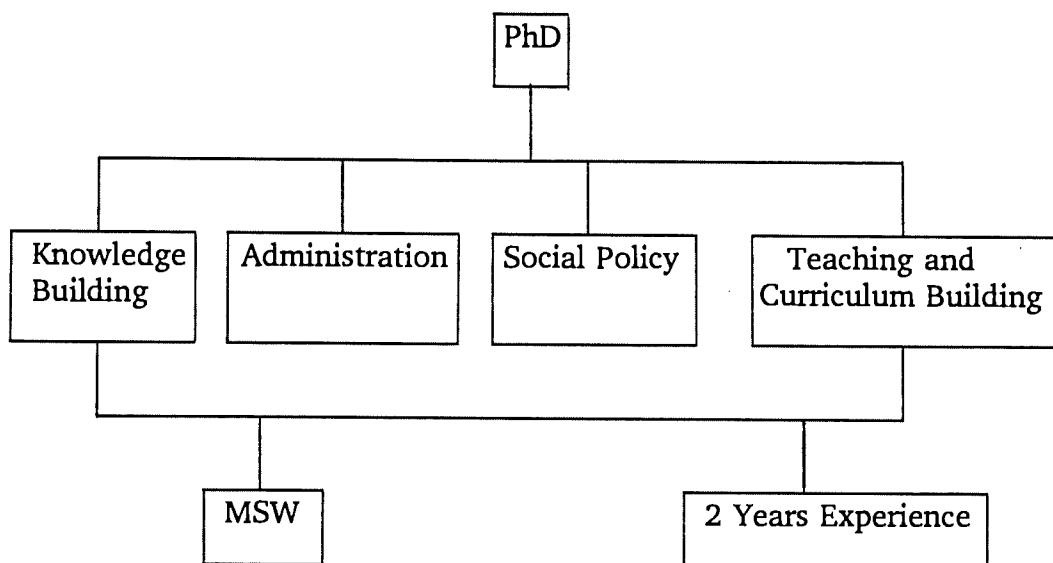 PhD
Knowledge
Building
Administration
Social Policy
Teaching and
Curriculum Building
MSW
2 Years Experience